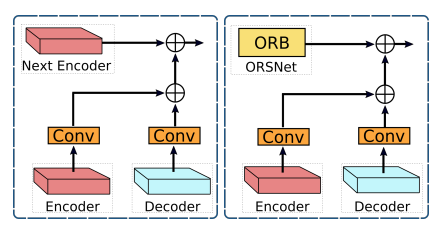 Next Encoder
Conv
Conv
Encoder
Decoder
ORB
ORSNet
Conv
Conv
Encoder
Decoder